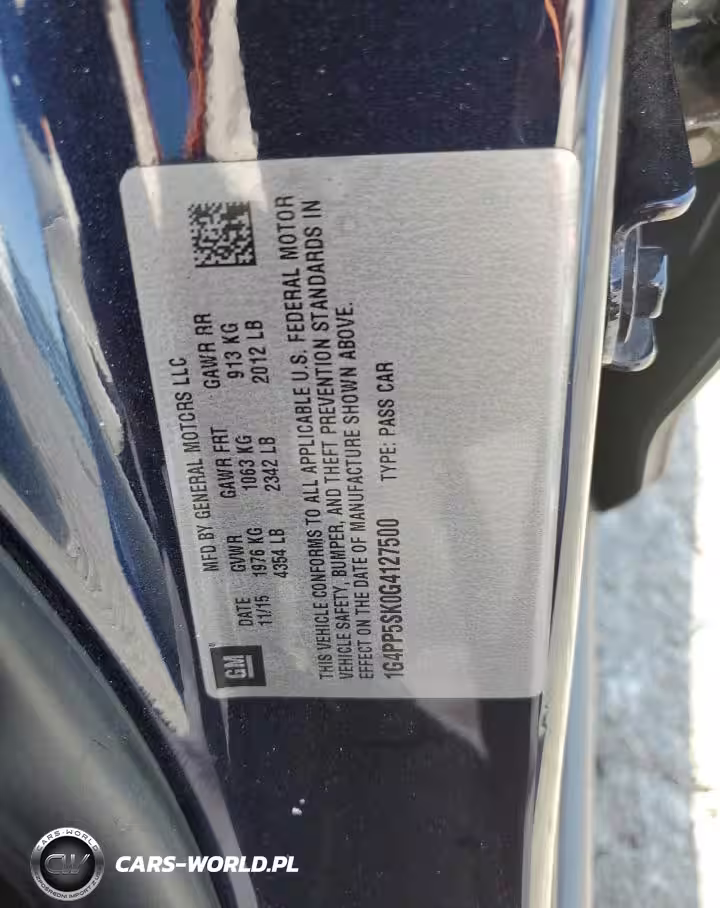 MFD BY GENERAL MOTORS LLC
DATE GVWR GAWR FRT GAWR RR
11/15 1976 KG 1063 KG 913 KG
4354 LB 2342 LB 2012 LB
GM
THIS VEHICLE CONFORMS TO ALL APPLICABLE U.S. FEDERAL MOTOR
VEHICLE SAFETY, BUMPER, AND THEFT PREVENTION STANDARDS IN
EFFECT ON THE DATE OF MANUFACTURE SHOWN ABOVE.
1G4PP5SK0G4127500 TYPE: PASS CAR
CARS-WORLD
CW
CARS-WORLD.PL